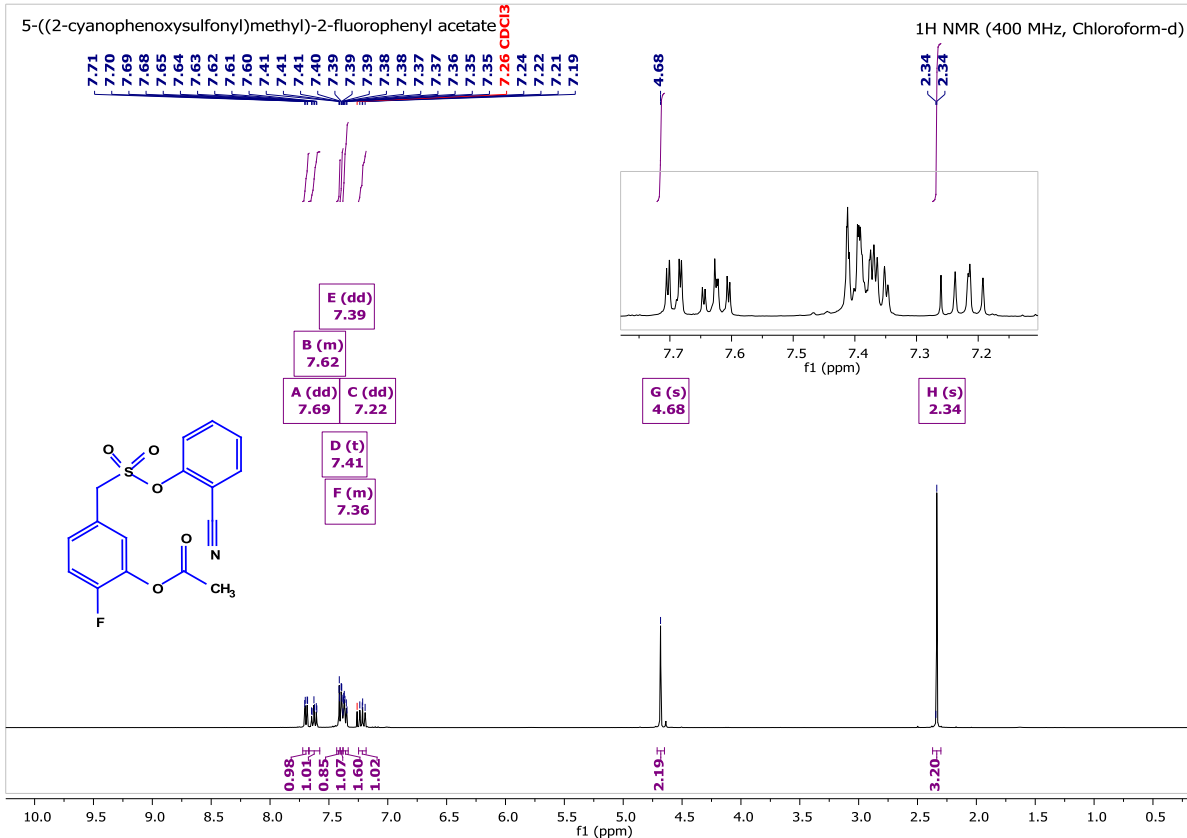 5-((2-cyanophenoxysulfonyl)methyl)-2-fluorophenyl acetate
1H NMR (400 MHz, Chloroform-d)
7.71
7.70
7.69
7.68
7.65
7.64
7.63
7.62
7.61
7.60
7.41
7.41
7.41
7.40
7.39
7.39
7.39
7.38
7.38
7.37
7.37
7.36
7.35
7.35
7.26 CDCl3
7.24
7.22
7.21
7.19
4.68
2.34
2.34
7.7 7.6 7.5 7.4 7.3 7.2
f1 (ppm)
E (dd)
7.39
B (m)
7.62
A (dd)
7.69
C (dd)
7.22
D (t)
7.41
F (m)
7.36
G (s)
4.68
H (s)
2.34
O
O
S
O
N
O
O
CH3
F
0.98
1.01
0.85
1.07
1.60
1.02
2.19
3.20
10.0 9.5 9.0 8.5 8.0 7.5 7.0 6.5 6.0 5.5 5.0 4.5 4.0 3.5 3.0 2.5 2.0 1.5 1.0 0.5
f1 (ppm)